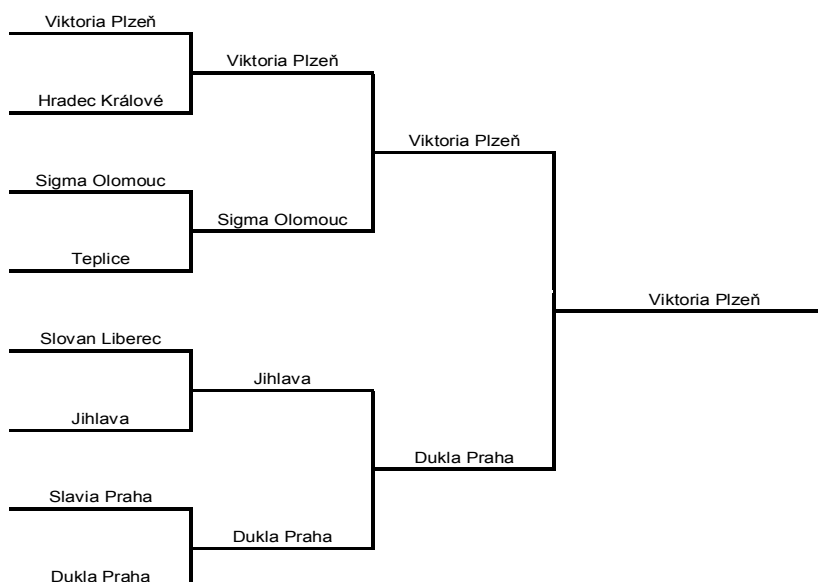 Viktoria Plzeň
Viktoria Plzeň
Hradec Králové
Viktoria Plzeň
Sigma Olomouc
Sigma Olomouc
Teplice
Viktoria Plzeň
Slovan Liberec
Jihlava
Jihlava
Dukla Praha
Slavia Praha
Dukla Praha
Dukla Praha